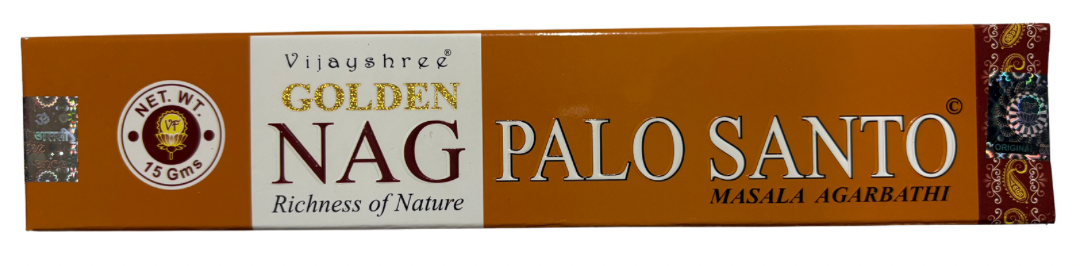 NET. WT.
VF
15 Gms
Vijayshree®
GOLDEN
NAG
Richness of Nature
PALO SANTO©
MASALA AGARBATHI
ORIGINAL